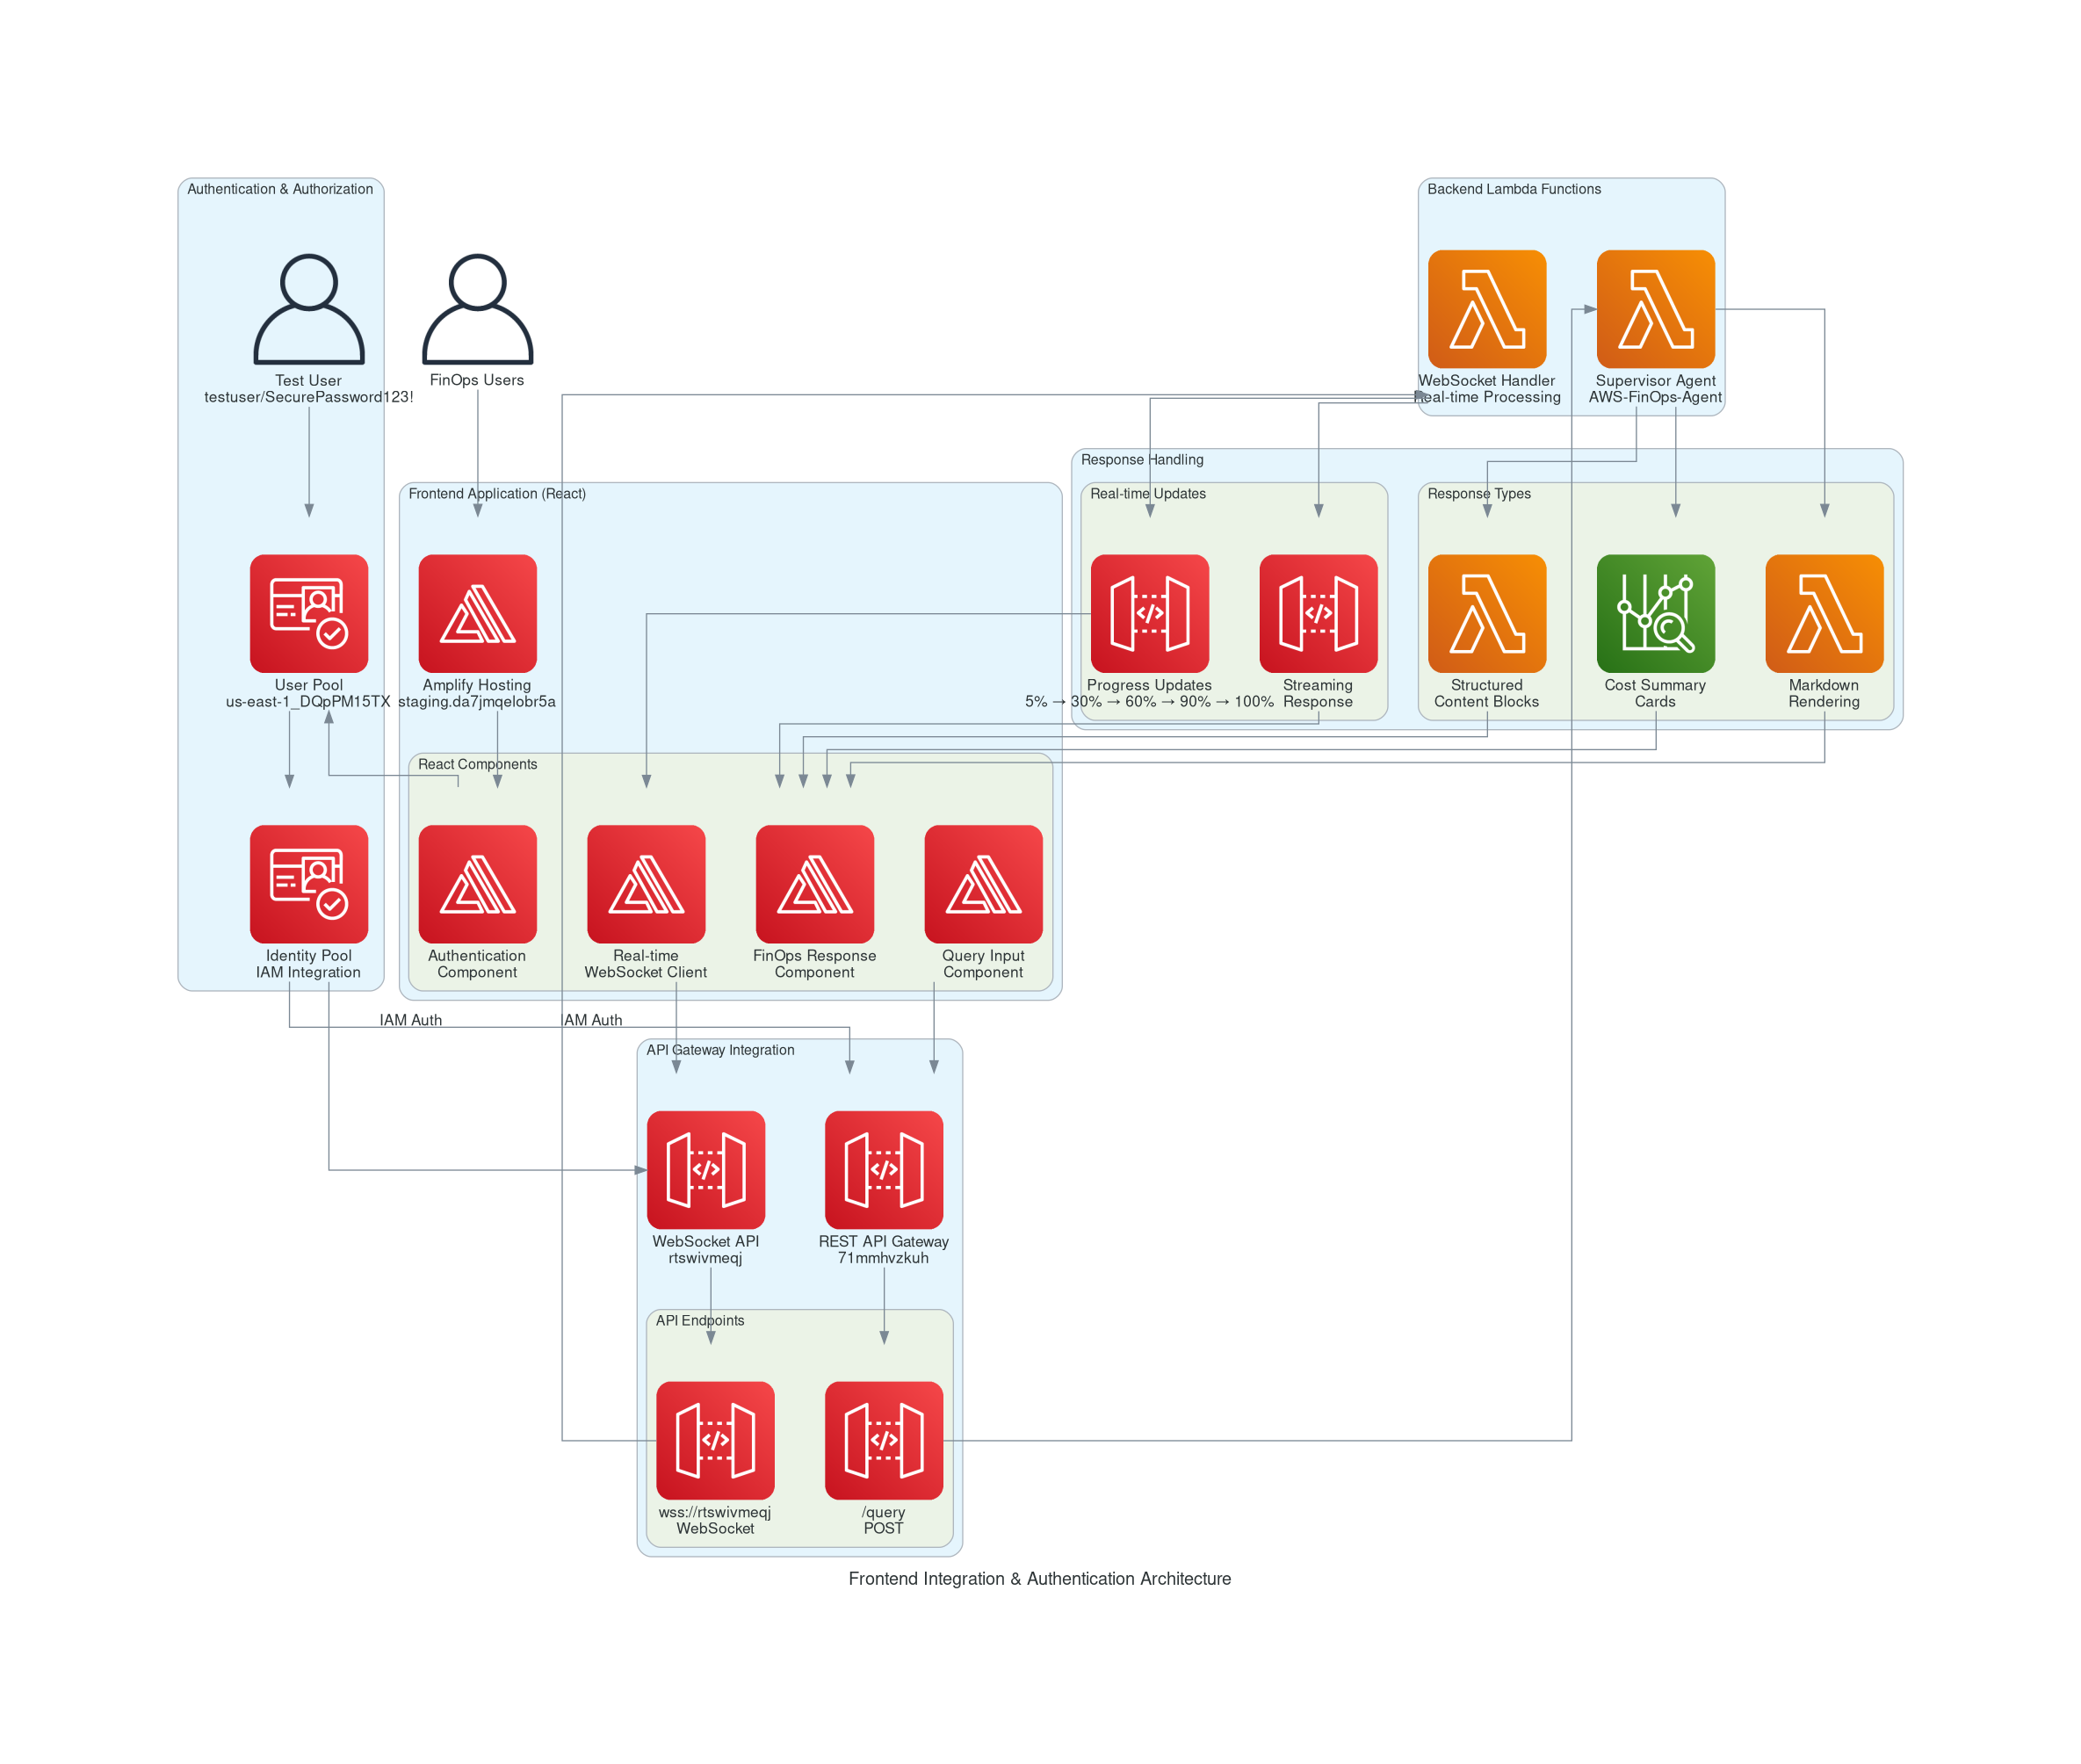 Authentication & Authorization
Test User
testuser/SecurePassword123!
FinOps Users
User Pool
us-east-1_DQpPM15TX
Identity Pool
IAM Integration
Frontend Application (React)
Amplify Hosting
staging.da7jmqelobr5a
React Components
Authentication
Component
Real-time
WebSocket Client
FinOps Response
Component
Query Input
Component
Backend Lambda Functions
WebSocket Handler
Real-time Processing
Supervisor Agent
AWS-FinOps-Agent
Response Handling
Real-time Updates
Progress Updates
5% → 30% → 60% → 90% → 100%
Streaming
Response
Response Types
Structured
Content Blocks
Cost Summary
Cards
Markdown
Rendering
IAM Auth
IAM Auth
API Gateway Integration
WebSocket API
rtswivmeqj
REST API Gateway
71mmhvzkuh
API Endpoints
wss://rtswivmeqj
WebSocket
/query
POST
Frontend Integration & Authentication Architecture